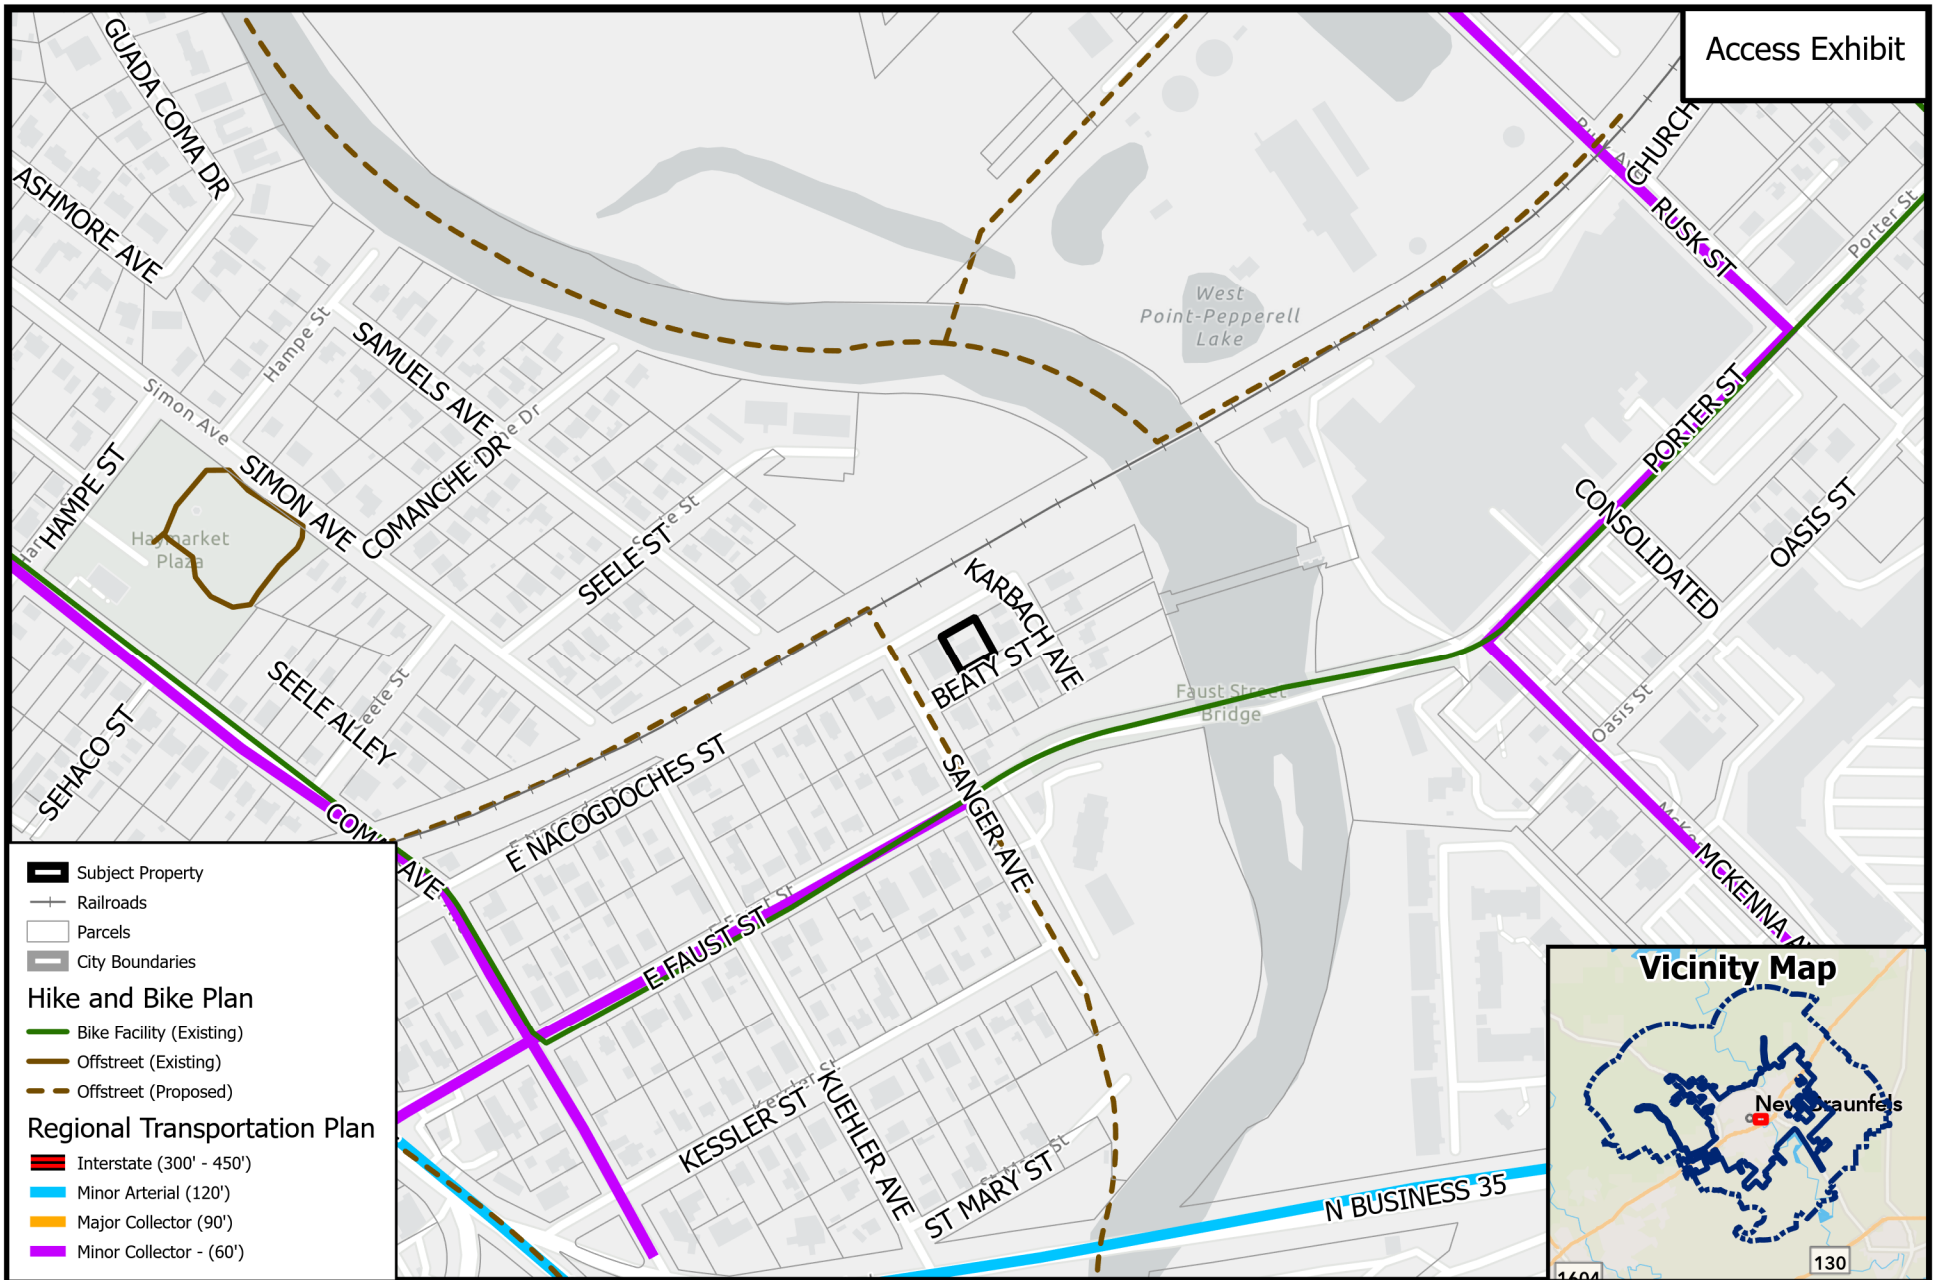 Access Exhibit
GUADA COMA DR
ASHMORE AVE
CHURCH
RUSK ST
Porter St
West
Point-Pepperell
Lake
Hampe St
SAMUELS AVE
Simon Ave
HAMPE ST
SIMON AVE
COMANCHE DR
Haymarket
Plaza
SEELE ST
PORTER ST
CONSOLIDATED
OASIS ST
KARBACH AVE
BEATY ST
Faust Street
Bridge
Oasis St
SEELE ALLEY
Seele St
SEHACO ST
E NACOGDOCHES ST
SANGER AVE
MCKENNA
E FAUST ST
KESSLER ST
Kessler St
KUEHLER AVE
ST MARY ST
N BUSINESS 35
Subject Property
Railroads
Parcels
City Boundaries
Hike and Bike Plan
Bike Facility (Existing)
Offstreet (Existing)
Offstreet (Proposed)
Regional Transportation Plan
Interstate (300' - 450')
Minor Arterial (120')
Major Collector (90')
Minor Collector - (60')
Vicinity Map
New Braunfels
130
1604